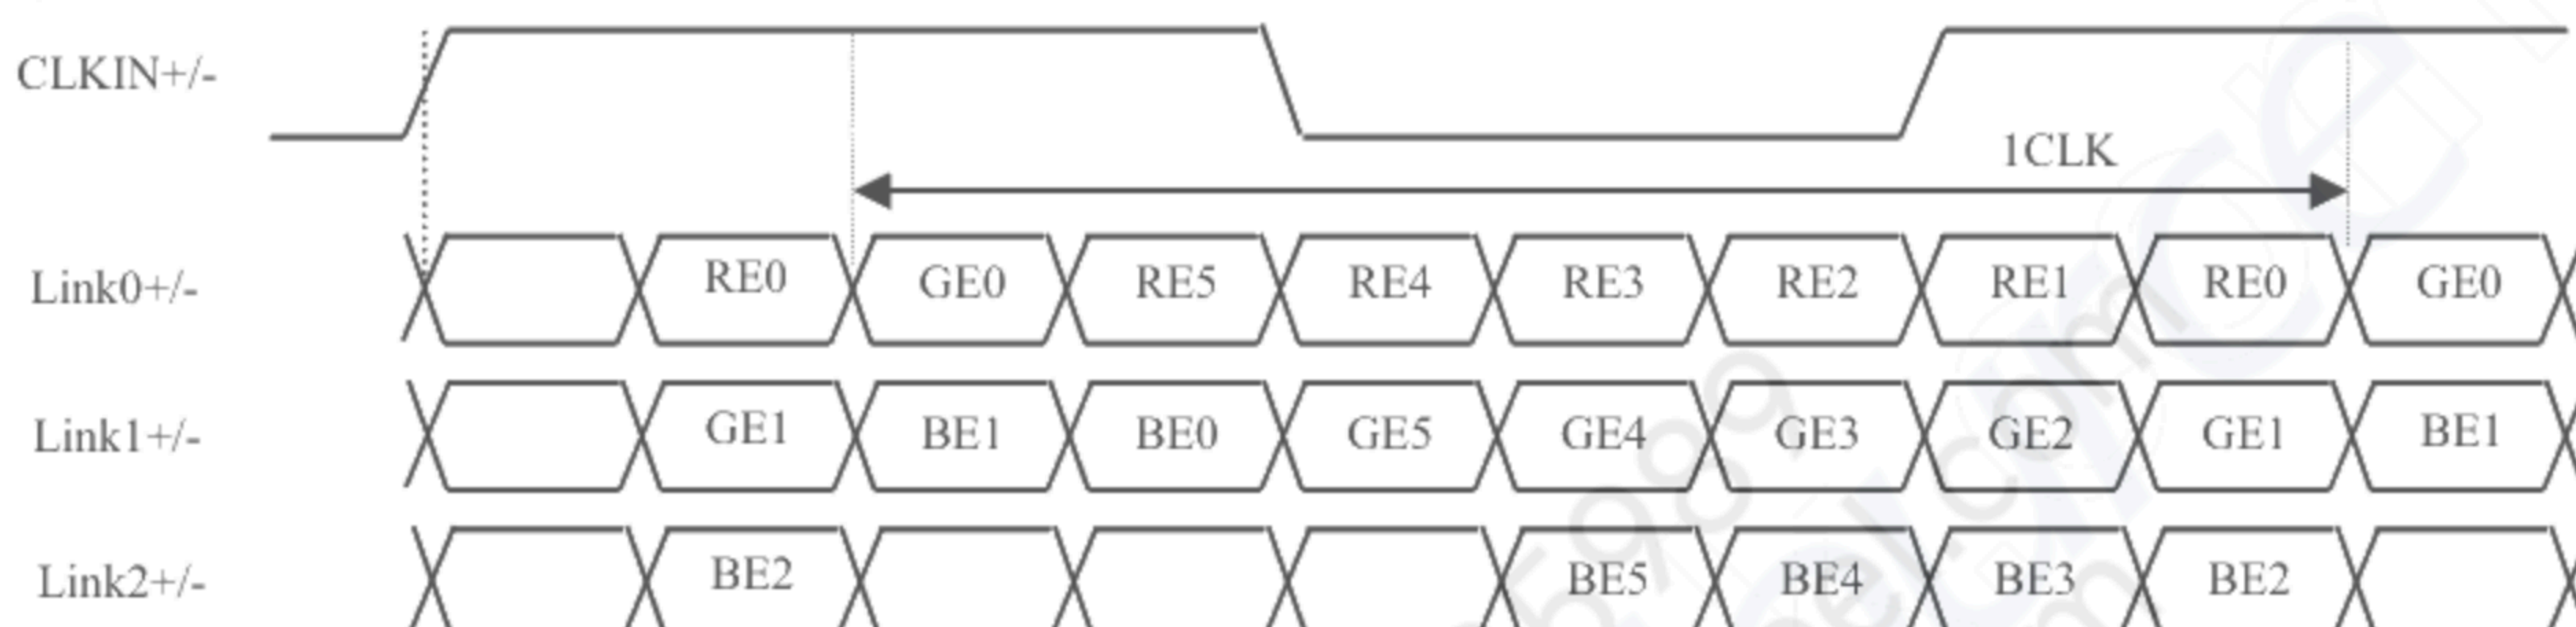 CLKIN+/-
1CLK
Link0+/- RE0 GE0 RE5 RE4 RE3 RE2 RE1 RE0 GE0
Link1+/- GE1 BE1 BE0 GE5 GE4 GE3 GE2 GE1 BE1
Link2+/- BE2 BE5 BE4 BE3 BE2